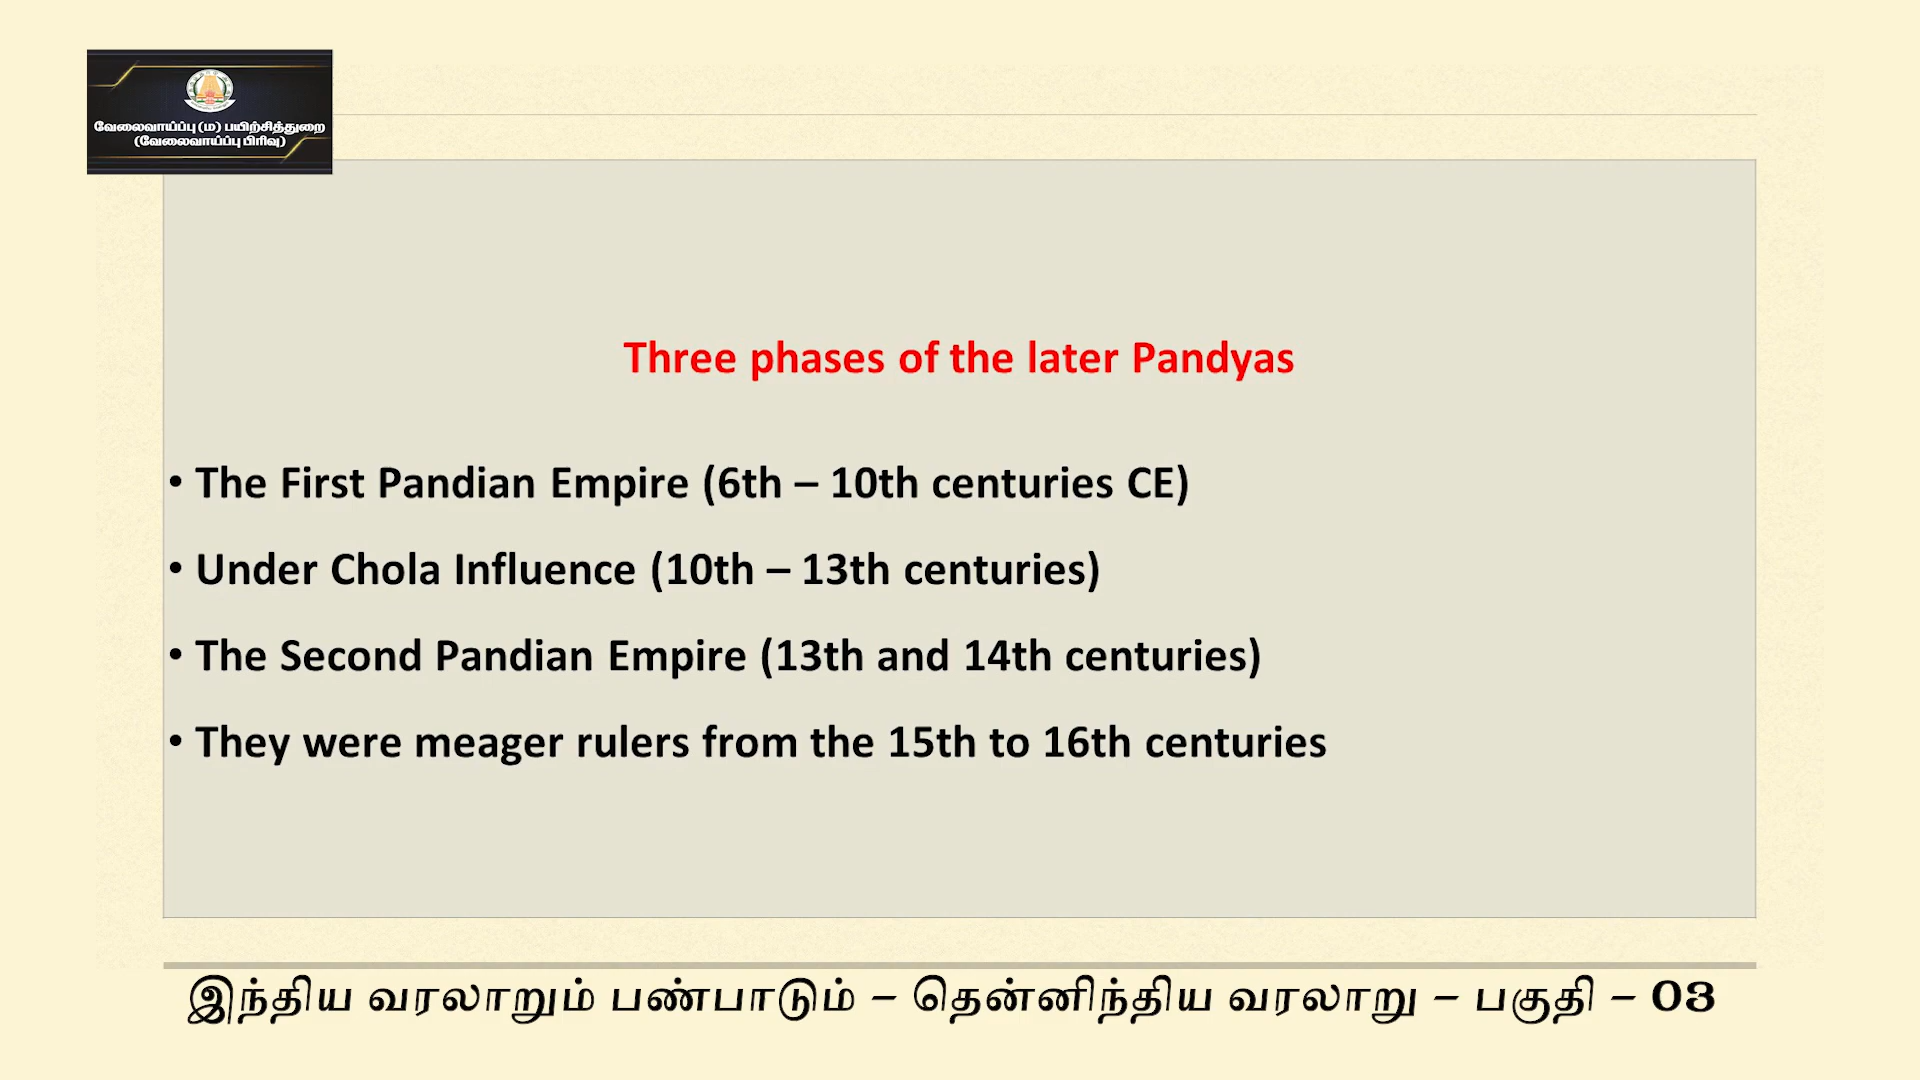 வேலைவாய்ப்பு (ம) பயிற்சித்துறை
(வேலைவாய்ப்பு பிரிவு)
Three phases of the later Pandyas
• The First Pandian Empire (6th – 10th centuries CE)
• Under Chola Influence (10th – 13th centuries)
• The Second Pandian Empire (13th and 14th centuries)
• They were meager rulers from the 15th to 16th centuries
இந்திய வரலாறும் பண்பாடும் – தென்னிந்திய வரலாறு – பகுதி – 03